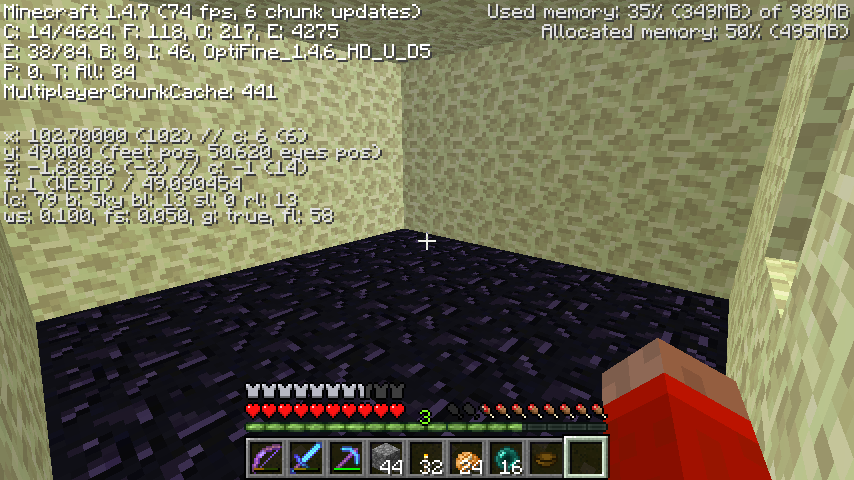 Minecraft 1.4.7 (74 fps, 6 chunk updates)
C: 14/4624, F: 118, O: 217, E: 4275
E: 38/84, B: 0, I: 46, OptiFine_1.4.6_HD_U_D5
P: 0, T: All: 84
MultiplayerChunkCache: 441
Used memory: 35% (349MB) of 989MB
Allocated memory: 50% (495MB)
x: 102.70000 (102) // c: 6 (6)
y: 49.000 (feet pos, 50.620 eyes pos)
z: -1.68686 (-2) // c: -1 (14)
f: 1 (WEST) / 49.090454
lc: 79 b: Sky bl: 13 sl: 0 rl: 13
ws: 0.100, fs: 0.050, g: true, fl: 58
3
44 32 24 16